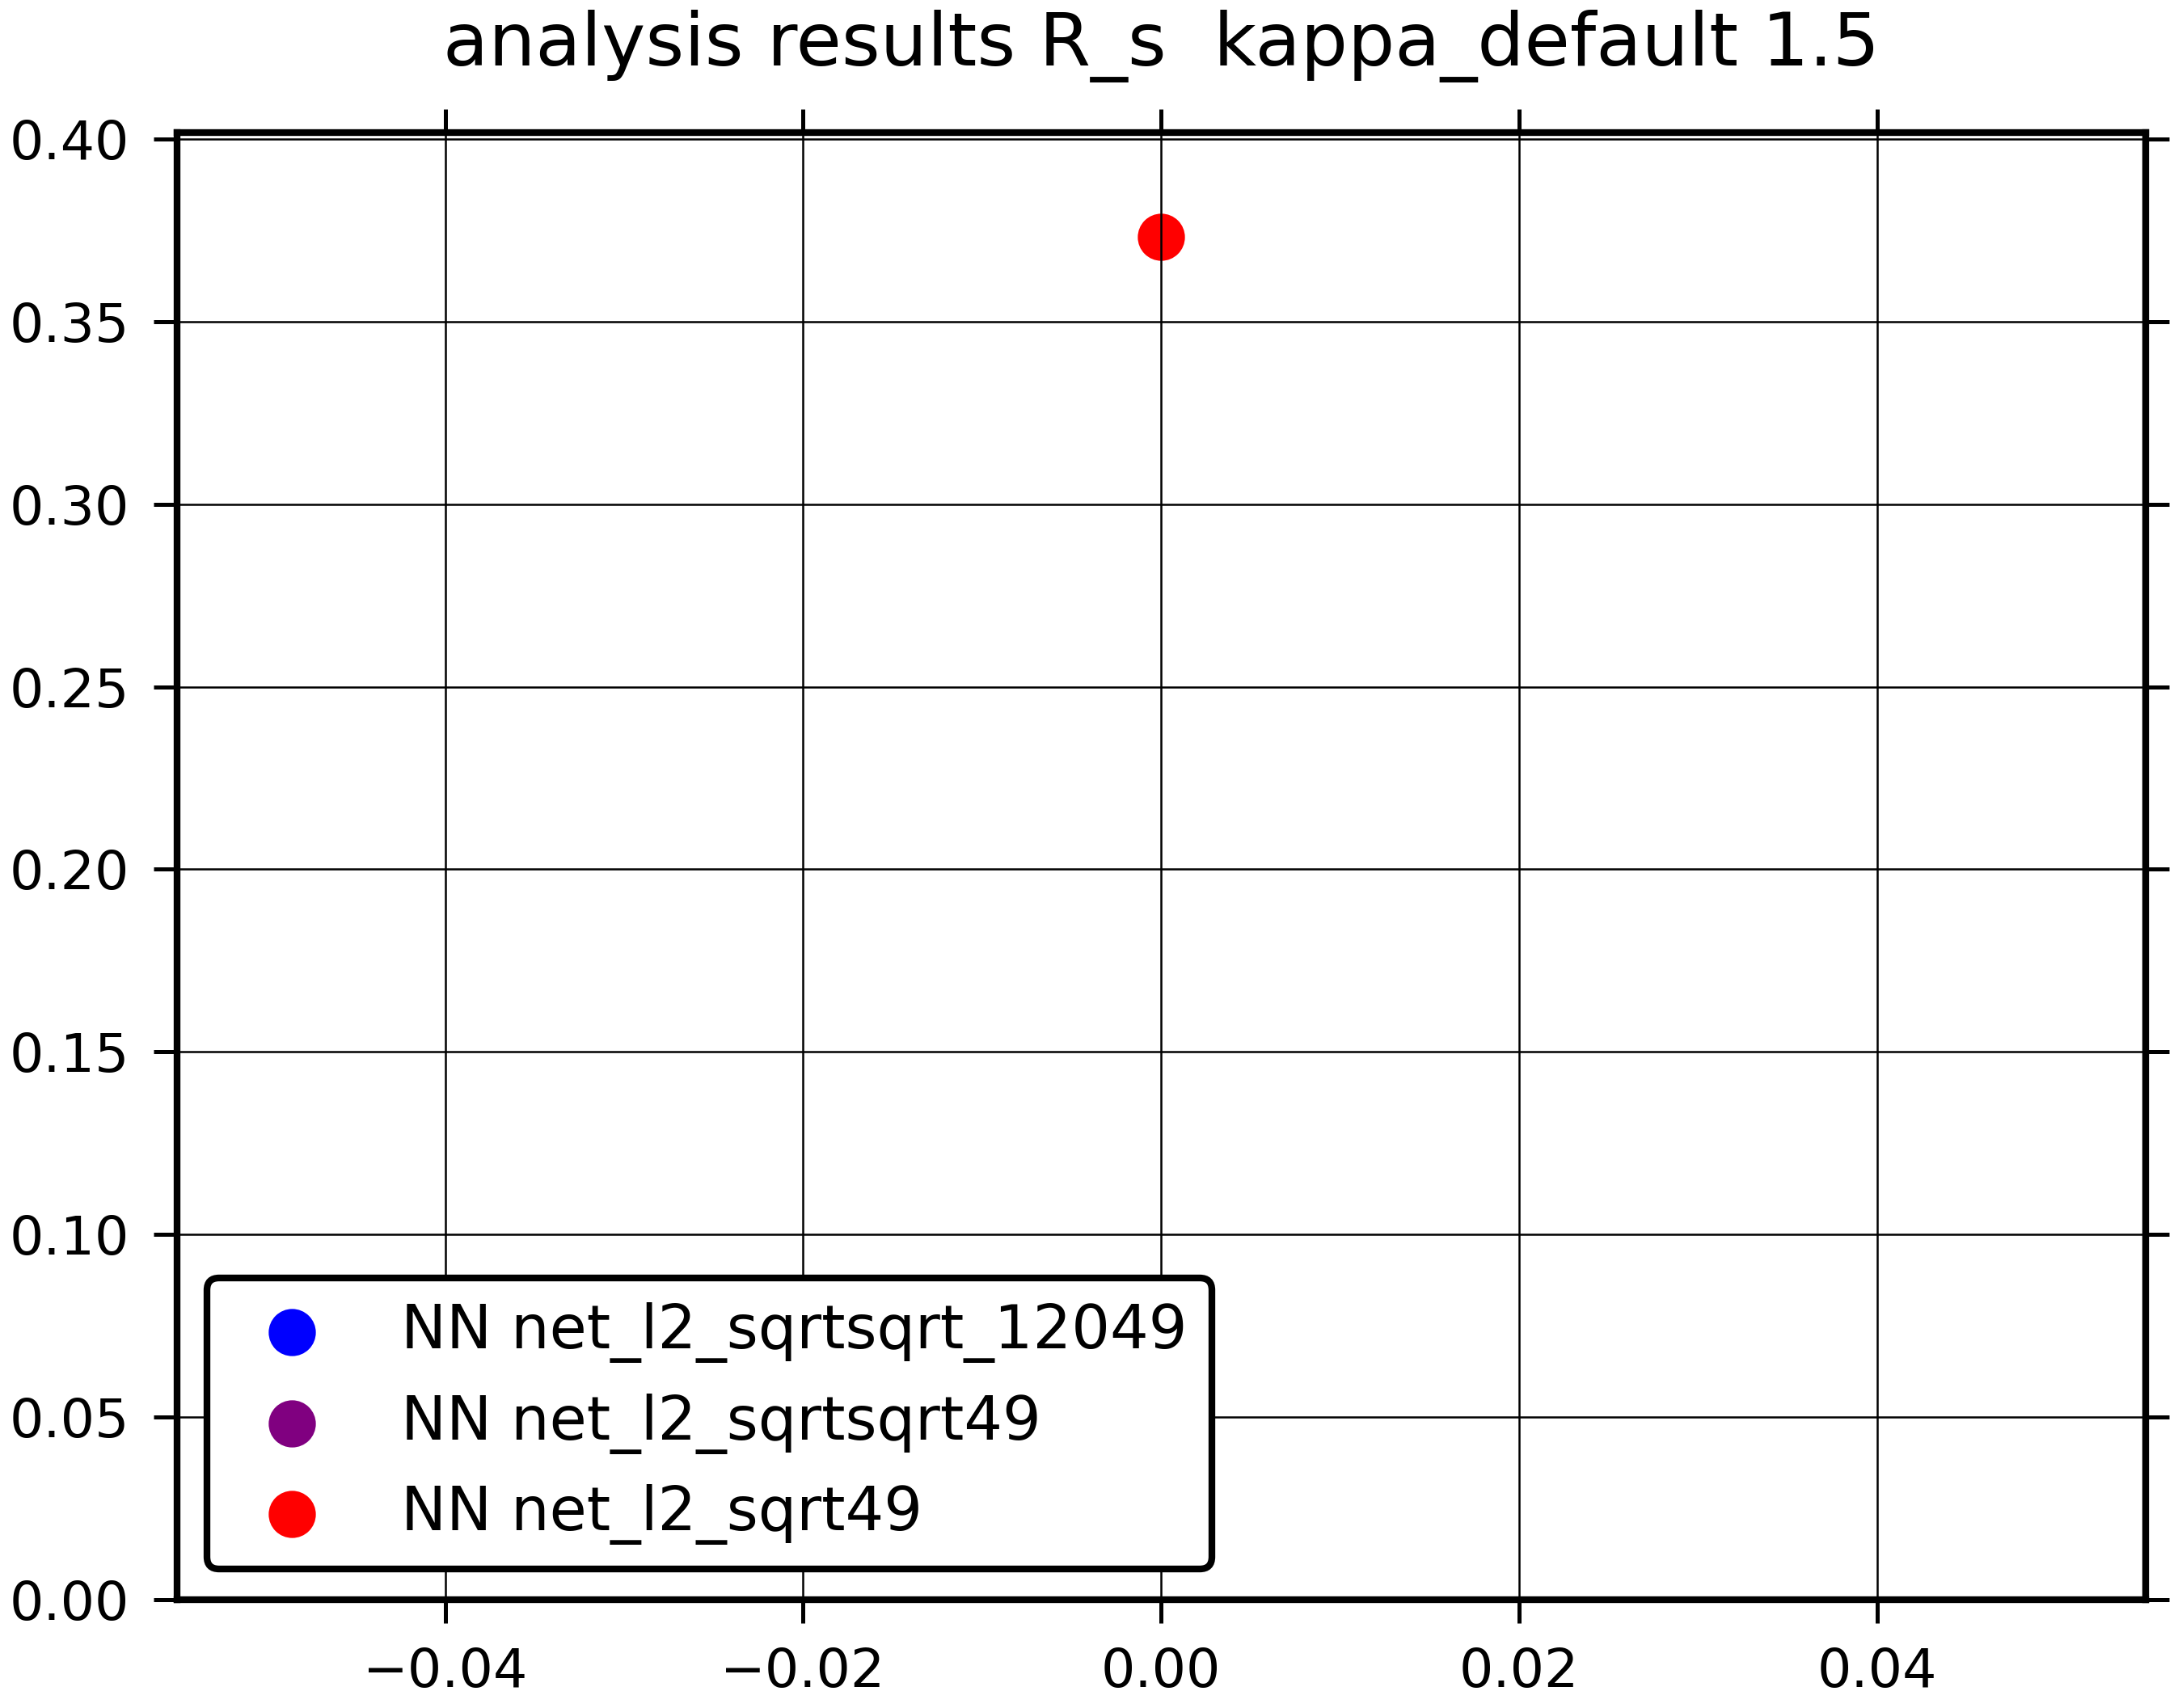 analysis results R_s  kappa_default 1.5
0.40
0.35
0.30
0.25
0.20
0.15
0.10
0.05
0.00
NN net_l2_sqrtsqrt_12049
NN net_l2_sqrtsqrt49
NN net_l2_sqrt49
−0.04 −0.02 0.00 0.02 0.04